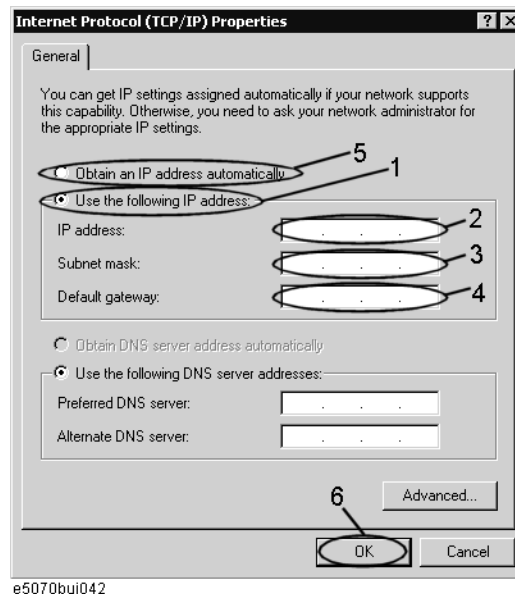 Internet Protocol (TCP/IP) Properties
General
You can get IP settings assigned automatically if your network supports
this capability. Otherwise, you need to ask your network administrator for
the appropriate IP settings.
5
Obtain an IP address automatically
1
Use the following IP address:
IP address:
2
Subnet mask:
3
Default gateway:
4
Obtain DNS server address automatically
Use the following DNS server addresses:
Preferred DNS server:
Alternate DNS server:
Advanced...
6
OK
Cancel
e5070bui042